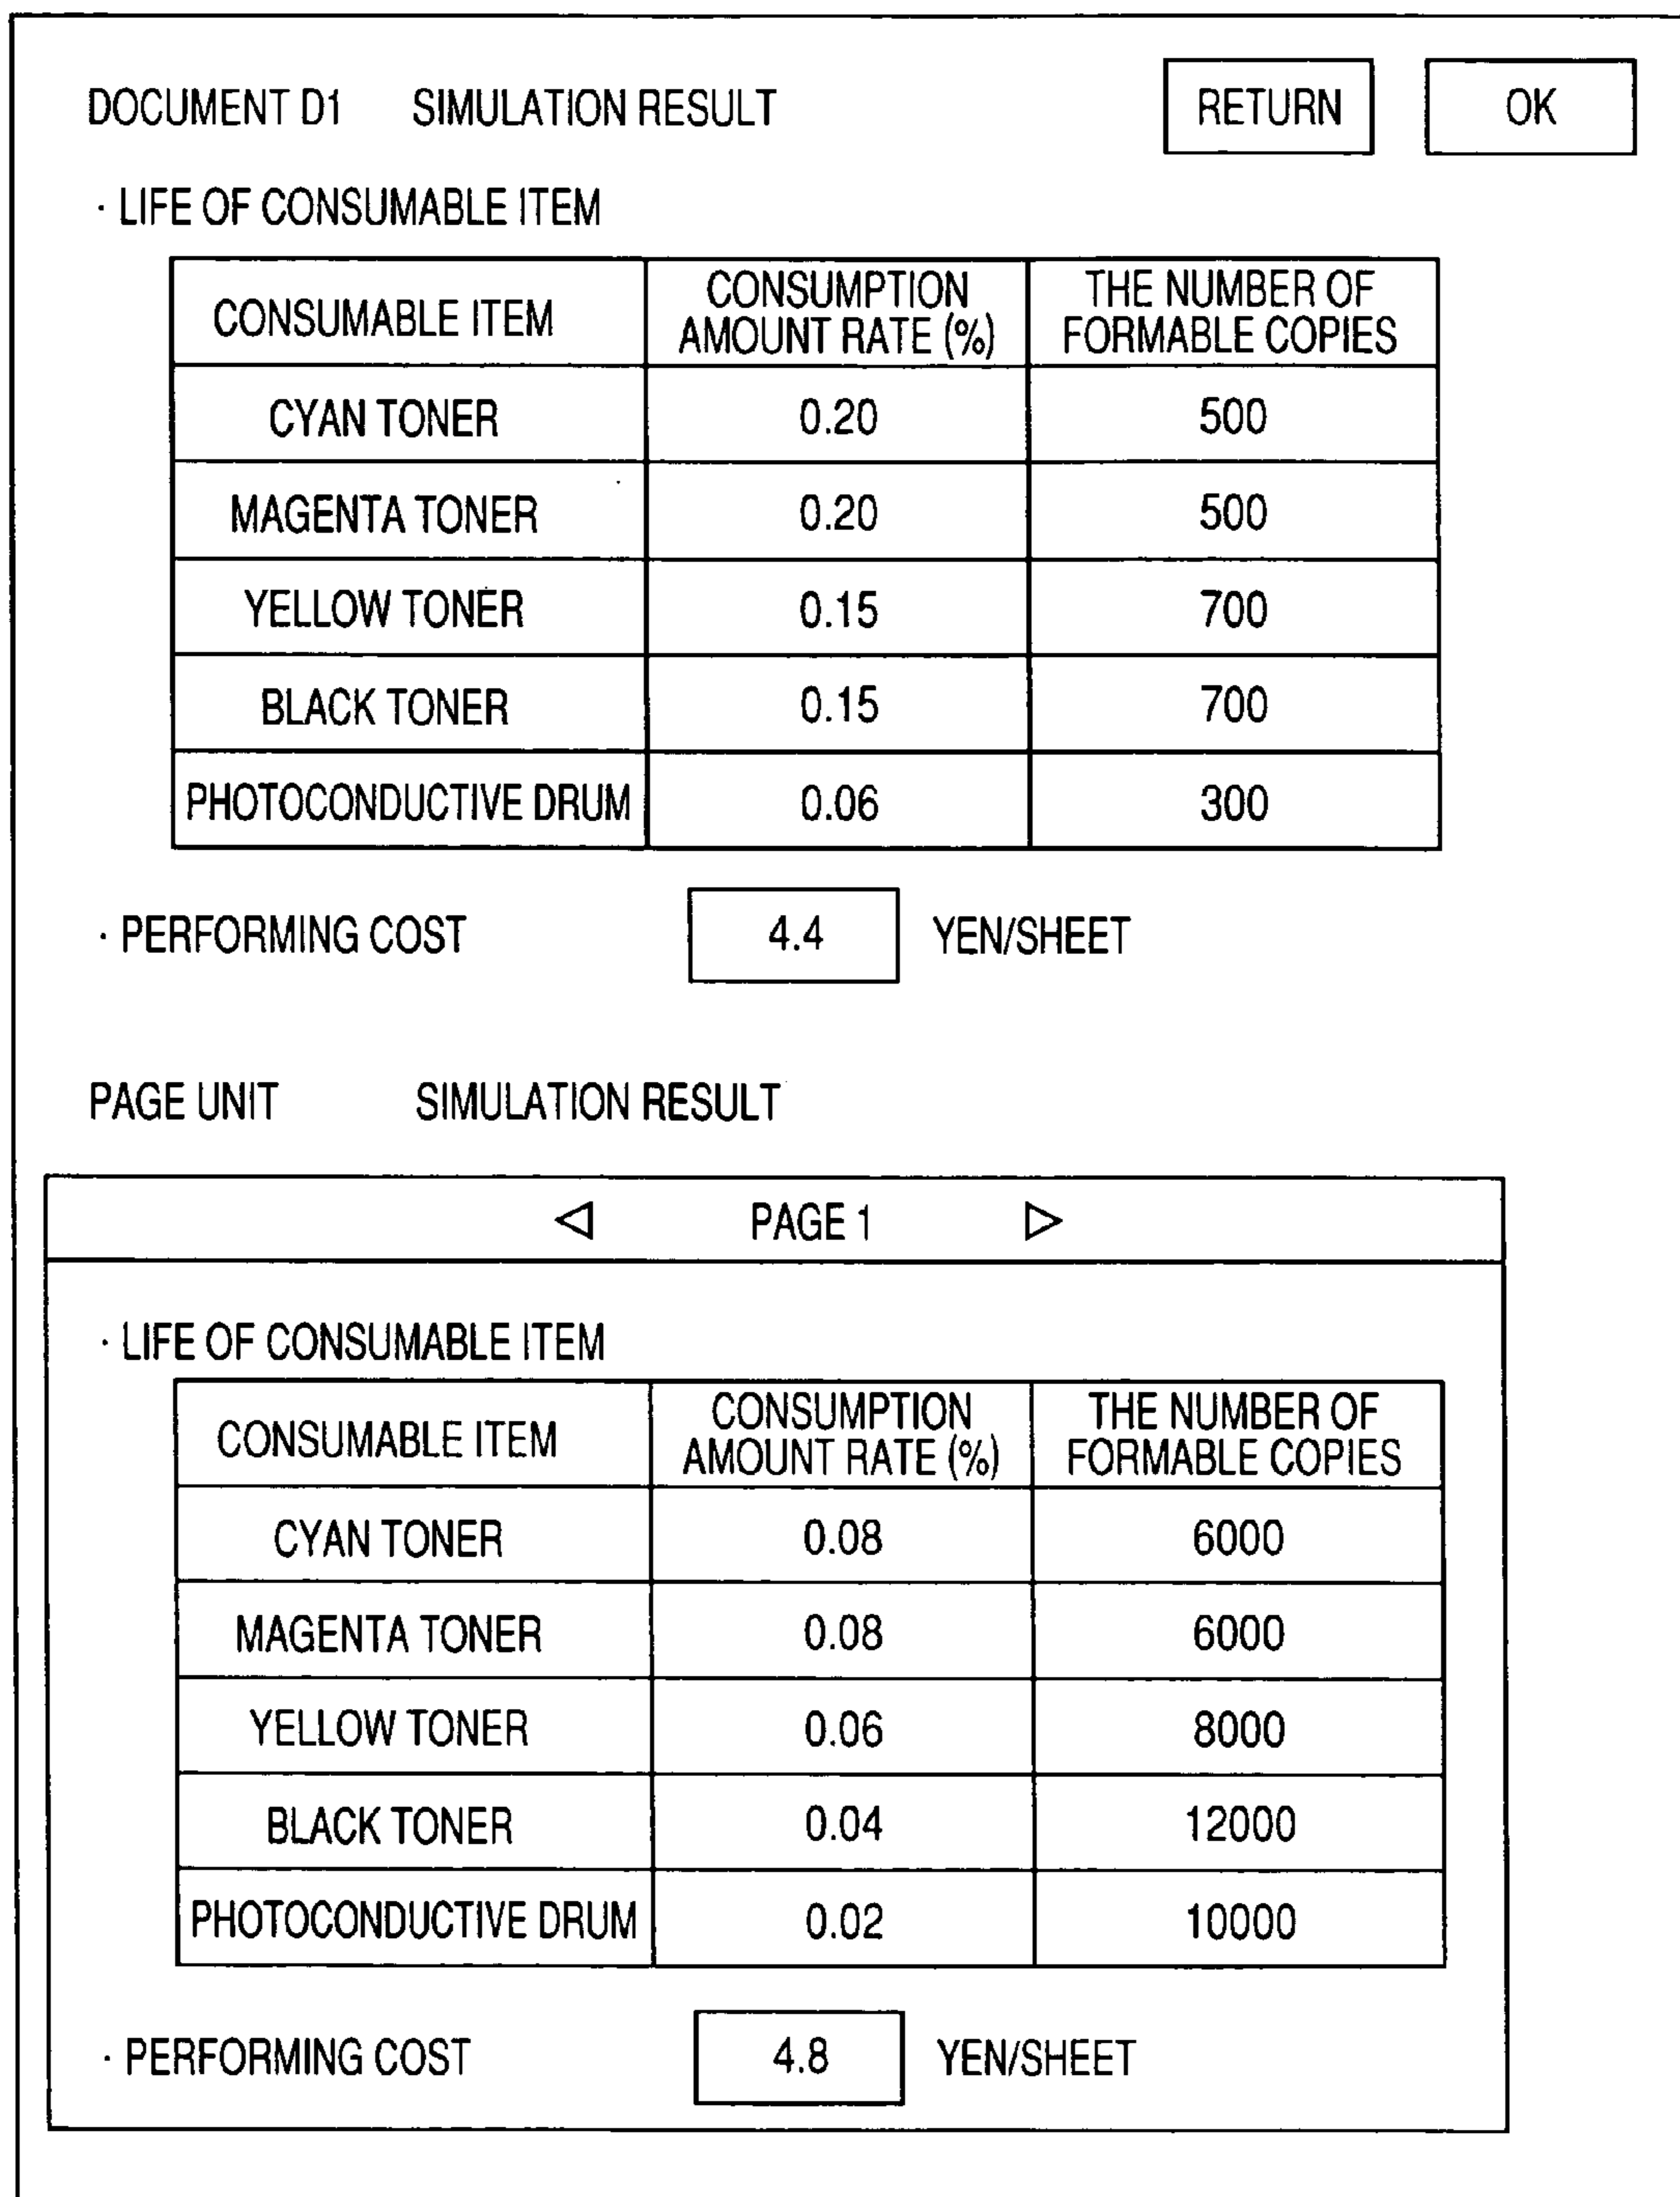 DOCUMENT D1 SIMULATION RESULT RETURN OK
· LIFE OF CONSUMABLE ITEM
CONSUMABLE ITEM CONSUMPTION AMOUNT RATE (%) THE NUMBER OF FORMABLE COPIES
CYAN TONER 0.20 500
MAGENTA TONER 0.20 500
YELLOW TONER 0.15 700
BLACK TONER 0.15 700
PHOTOCONDUCTIVE DRUM 0.06 300
· PERFORMING COST 4.4 YEN/SHEET
PAGE UNIT SIMULATION RESULT
◁ PAGE 1 ▷
· LIFE OF CONSUMABLE ITEM
CONSUMABLE ITEM CONSUMPTION AMOUNT RATE (%) THE NUMBER OF FORMABLE COPIES
CYAN TONER 0.08 6000
MAGENTA TONER 0.08 6000
YELLOW TONER 0.06 8000
BLACK TONER 0.04 12000
PHOTOCONDUCTIVE DRUM 0.02 10000
· PERFORMING COST 4.8 YEN/SHEET